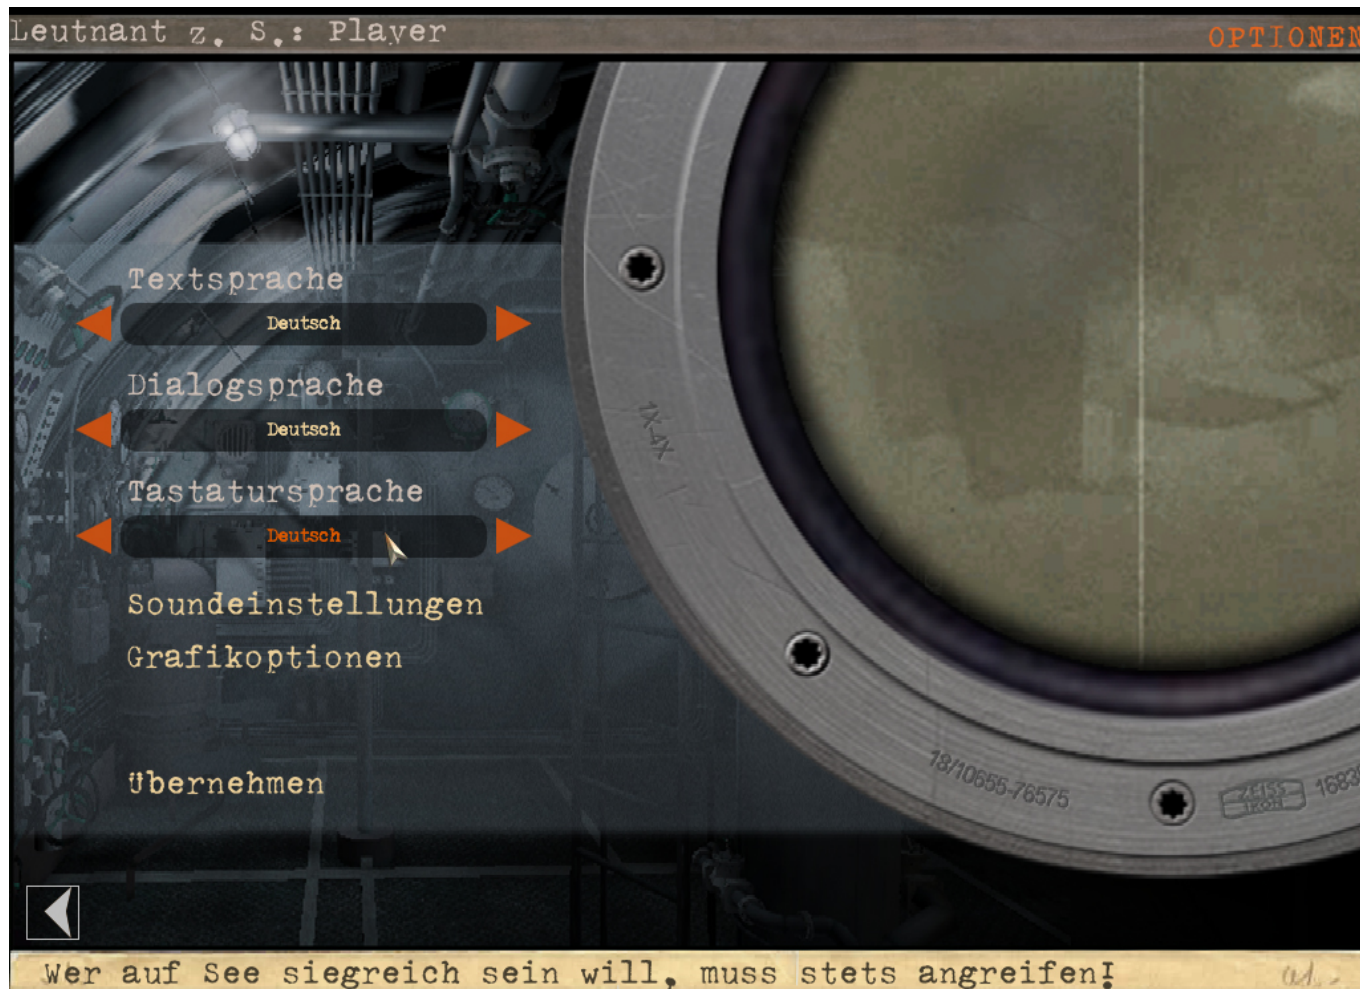 Leutnant z. S.: Player
OPTIONEN
Textsprache
Deutsch
Dialogsprache
Deutsch
Tastatursprache
Deutsch
Soundeinstellungen
Grafikoptionen
Übernehmen
1X-4X
18/10655-76575
ZEISS
IKON
Wer auf See siegreich sein will, muss stets angreifen!